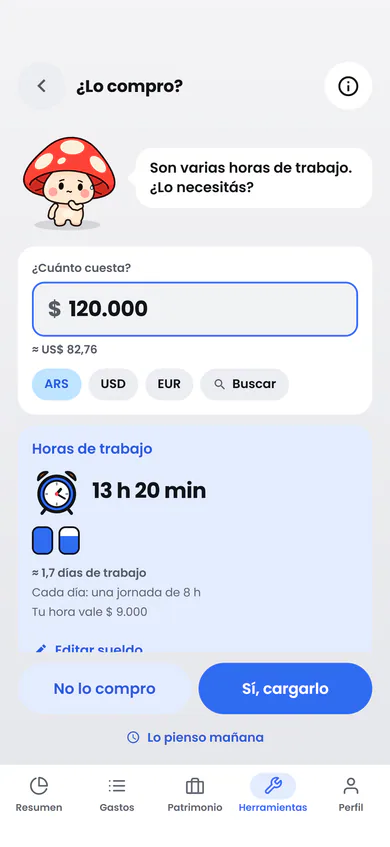 ¿Lo compro?
Son varias horas de trabajo.
¿Lo necesitás?
¿Cuánto cuesta?
$ 120.000
≈ US$ 82,76
ARS USD EUR Buscar
Horas de trabajo
13 h 20 min
≈ 1,7 días de trabajo
Cada día: una jornada de 8 h
Tu hora vale $ 9.000
Editar sueldo
No lo compro Sí, cargarlo
Lo pienso mañana
Resumen Gastos Patrimonio Herramientas Perfil